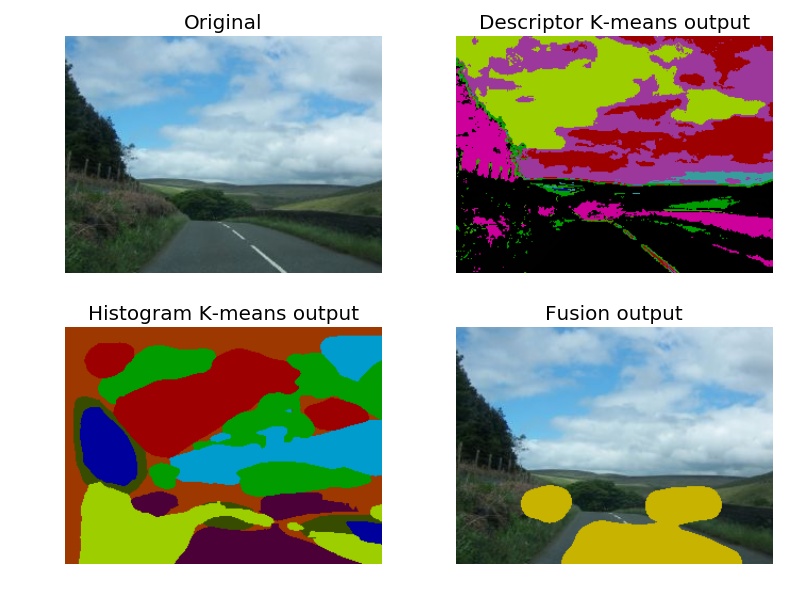 Original
Descriptor K-means output
Histogram K-means output
Fusion output